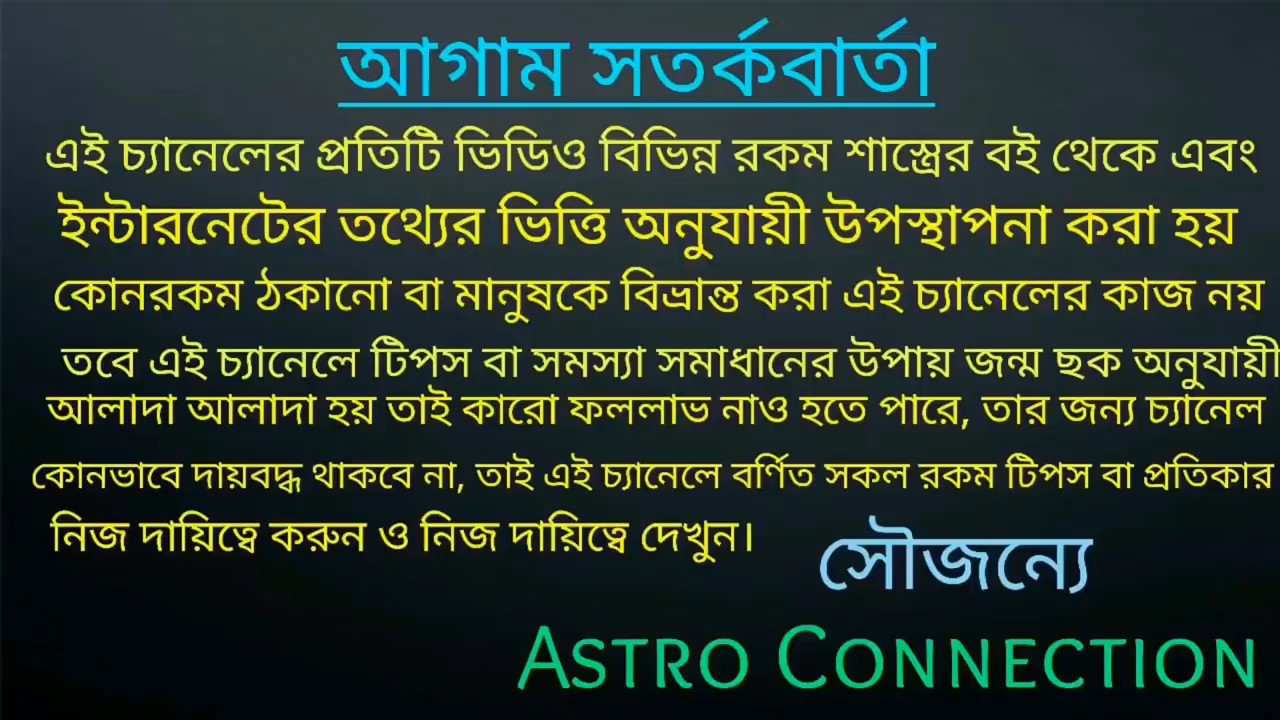 আগাম সতর্কবার্তা
এই চ্যানেলের প্রতিটি ভিডিও বিভিন্ন রকম শাস্ত্রের বই থেকে এবং
ইন্টারনেটের তথ্যের ভিত্তি অনুযায়ী উপস্থাপনা করা হয়
কোনরকম ঠকানো বা মানুষকে বিভ্রান্ত করা এই চ্যানেলের কাজ নয়
তবে এই চ্যানেলে টিপস বা সমস্যা সমাধানের উপায় জন্ম ছক অনুযায়ী
আলাদা আলাদা হয় তাই কারো ফললাভ নাও হতে পারে, তার জন্য চ্যানেল
কোনভাবে দায়বদ্ধ থাকবে না, তাই এই চ্যানেলে বর্ণিত সকল রকম টিপস বা প্রতিকার
নিজ দায়িত্বে করুন ও নিজ দায়িত্বে দেখুন।
সৌজন্যে
ASTRO CONNECTION